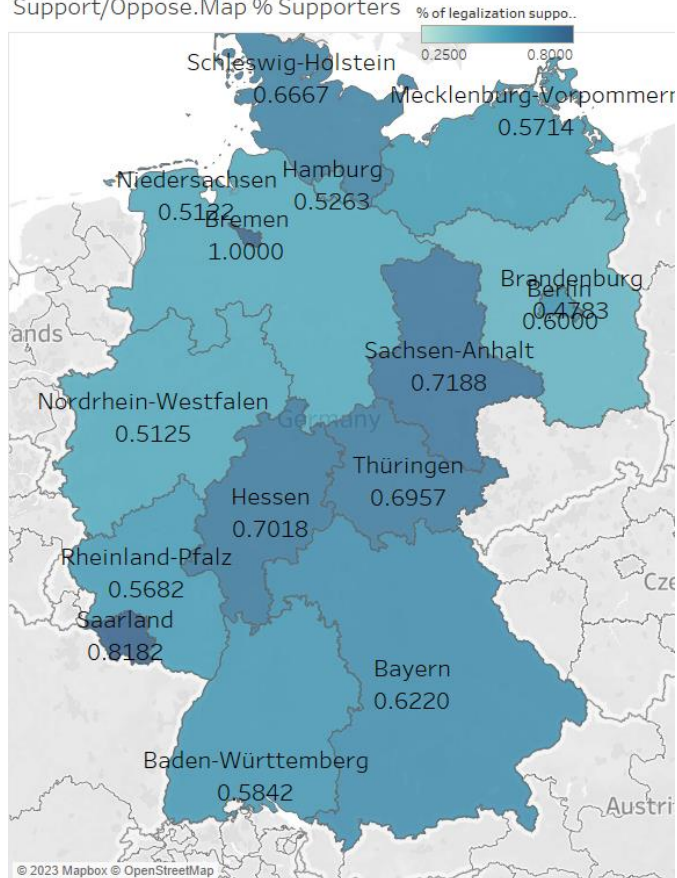 Support/Oppose.Map % Supporters
% of legalization suppo..
0.2500 0.8000
Schleswig-Holstein
0.6667
Mecklenburg-Vorpommern
0.5714
Hamburg
0.5263
Niedersachsen
0.5122
Bremen
1.0000
Brandenburg
0.4783
Berlin
0.6000
ands
Sachsen-Anhalt
0.7188
Nordrhein-Westfalen
0.5125
Germany
Thüringen
0.6957
Hessen
0.7018
Rheinland-Pfalz
0.5682
Cze
Saarland
0.8182
Bayern
0.6220
Baden-Württemberg
0.5842
Austri
© 2023 Mapbox © OpenStreetMap